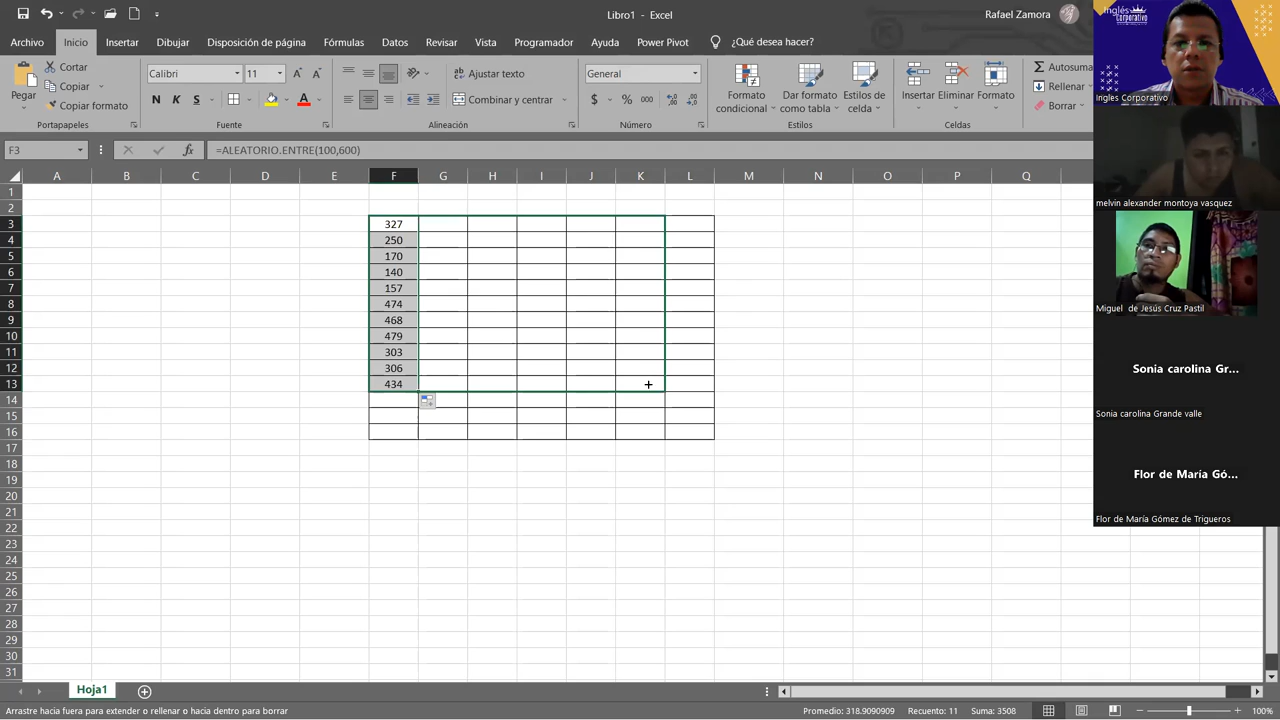 Libro1 - Excel
Rafael Zamora
Archivo Inicio Insertar Dibujar Disposición de página Fórmulas Datos Revisar Vista Programador Ayuda Power Pivot ¿Qué desea hacer?
Pegar
Cortar
Copiar
Copiar formato
Portapapeles
Calibri 11
N K S
Fuente
Ajustar texto
Combinar y centrar
Alineación
General
$ % 000
Número
Formato condicional
Dar formato como tabla
Estilos de celda
Estilos
Insertar Eliminar Formato
Celdas
Autosuma
Rellenar
Borrar
F3 fx =ALEATORIO.ENTRE(100,600)
A B C D E F G H I J K L M N O P Q
1
2
3 327
4 250
5 170
6 140
7 157
8 474
9 468
10 479
11 303
12 306
13 434
14
15
16
17
18
19
20
21
22
23
24
25
26
27
28
29
30
31
Hoja1
Arrastre hacia fuera para extender o rellenar o hacia dentro para borrar
Promedio: 318.9090909 Recuento: 11 Suma: 3508
100%
Inglés Corporativo
Ingles Corporativo
melvin alexander montoya vasquez
Miguel de Jesús Cruz Pastil
Sonia carolina Gr...
Sonia carolina Grande valle
Flor de María Gó...
Flor de María Gómez de Trigueros